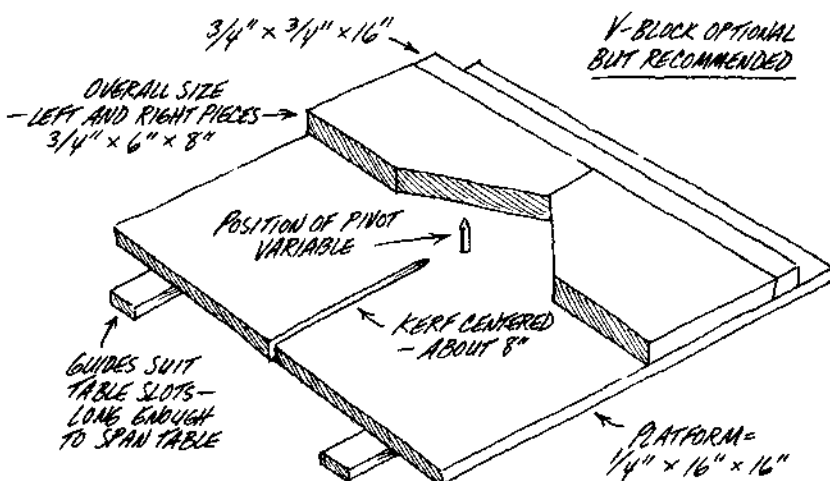 3/4" x 3/4" x 16"
V-BLOCK OPTIONAL
BUT RECOMMENDED
OVERALL SIZE
—LEFT AND RIGHT PIECES—
3/4" x 6" x 8"
POSITION OF PIVOT
VARIABLE
KERF CENTERED
— ABOUT 8"
GUIDES SUIT
TABLE SLOTS—
LONG ENOUGH
TO SPAN TABLE
PLATFORM=
1/4" x 16" x 16"